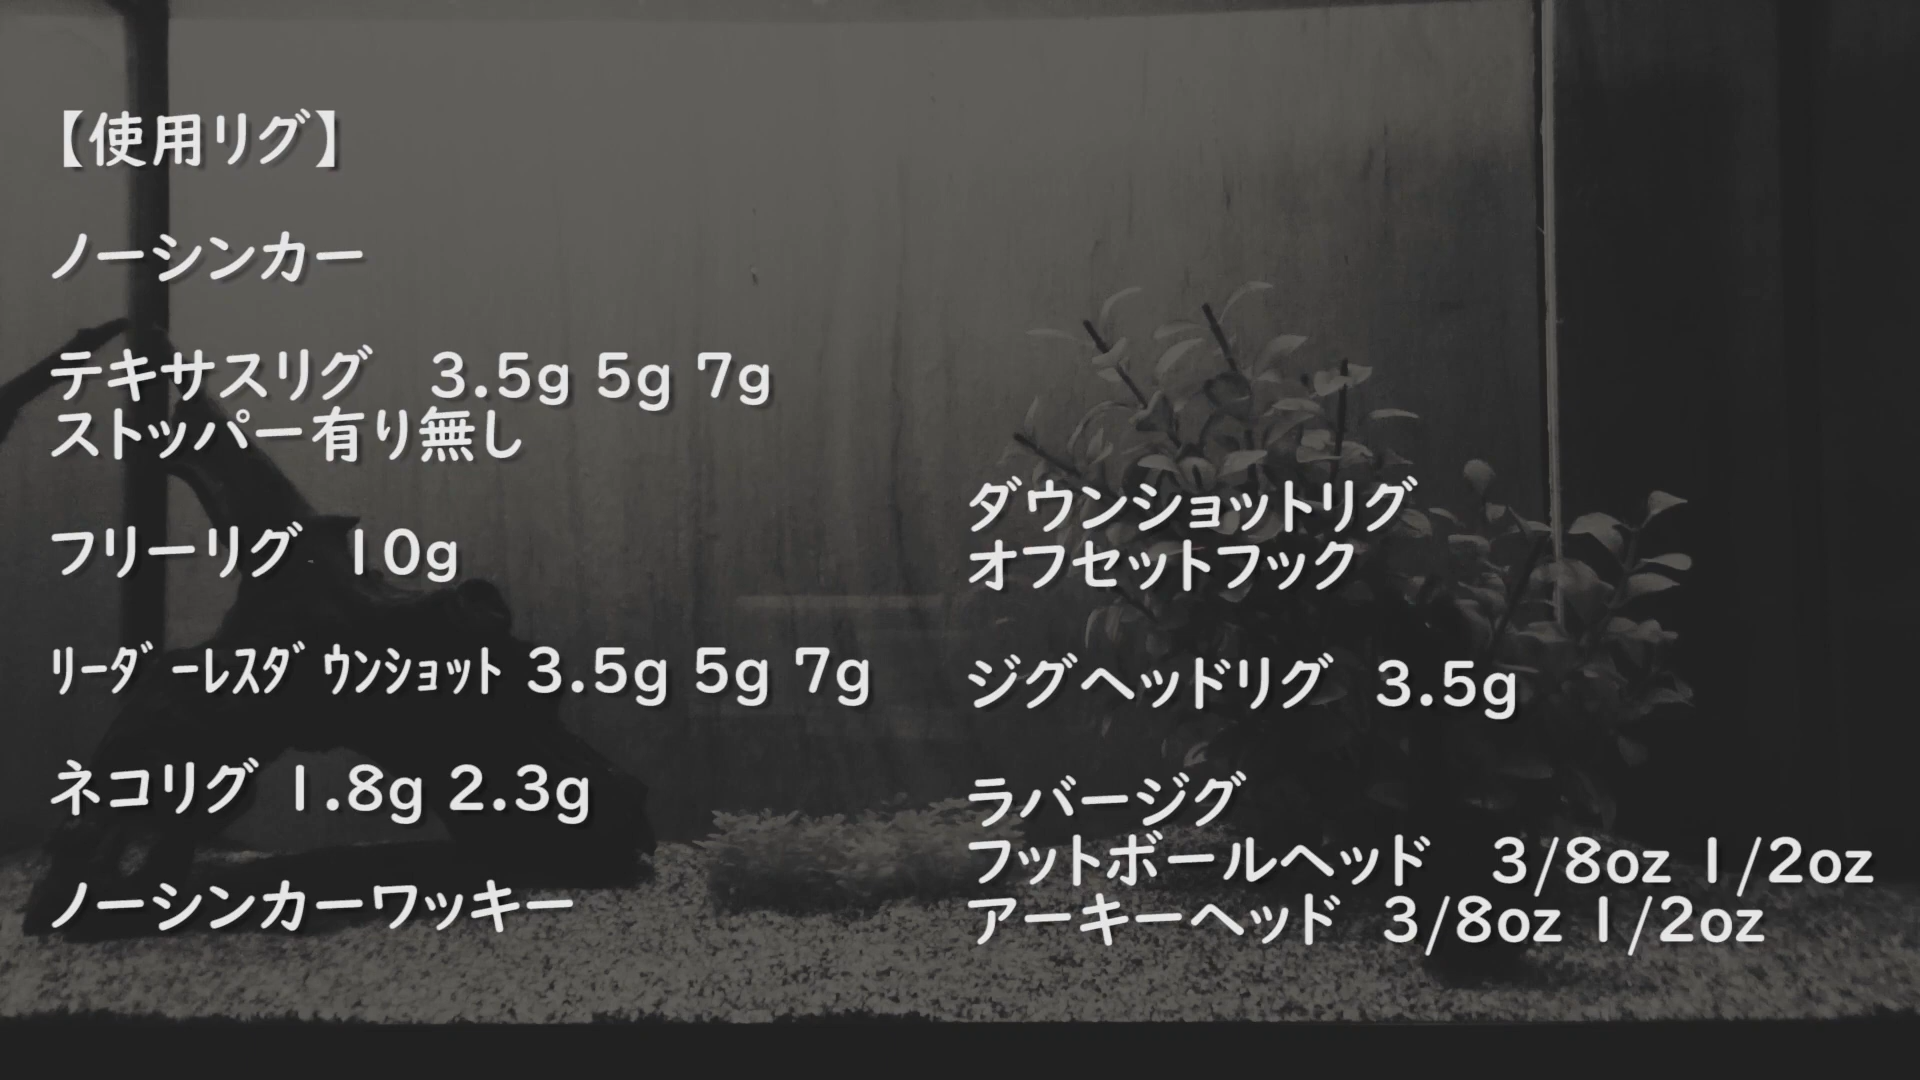 【使用リグ】
ノーシンカー
テキサスリグ　3.5g 5g 7g
ストッパー有り無し
フリーリグ　10g
ﾘｰﾀﾞｰﾚｽﾀﾞｳﾝｼｮｯﾄ 3.5g 5g 7g
ネコリグ 1.8g 2.3g
ノーシンカーワッキー
ダウンショットリグ
オフセットフック
ジグヘッドリグ　3.5g
ラバージグ
フットボールヘッド　3/8oz 1/2oz
アーキーヘッド　3/8oz 1/2oz